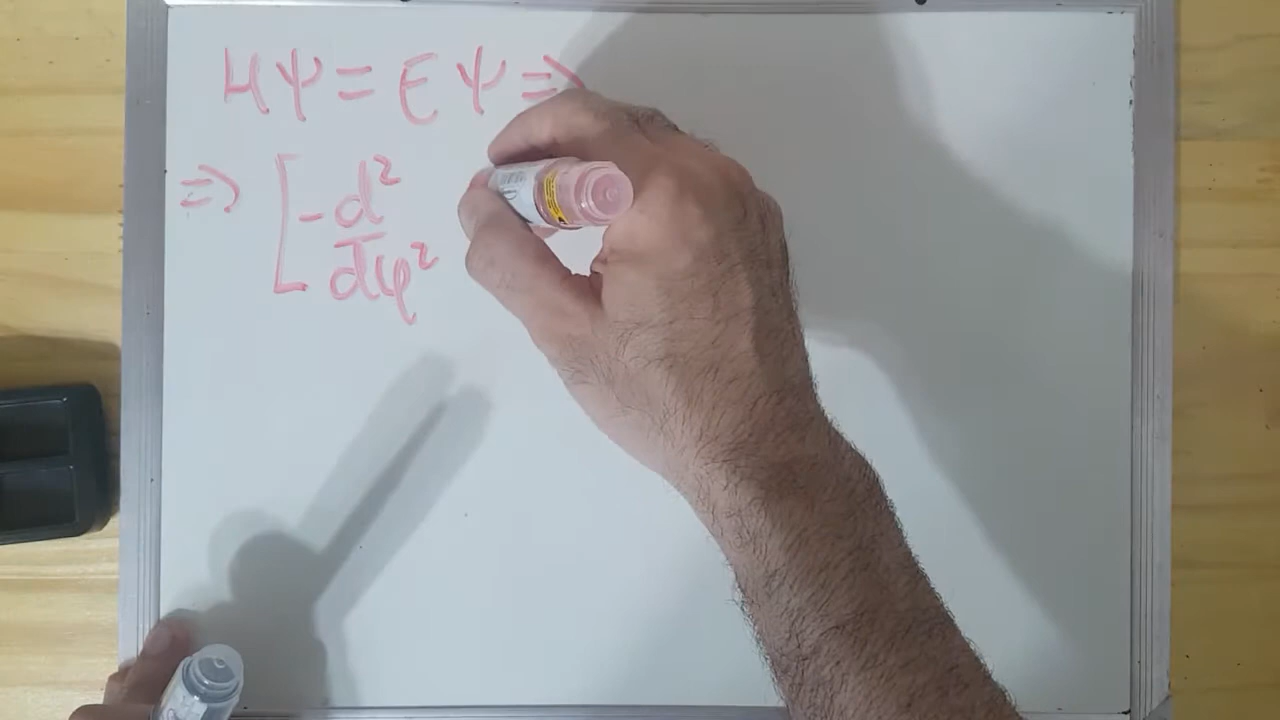 Hψ = Eψ ⇒
⇒ [ - d² / dφ²